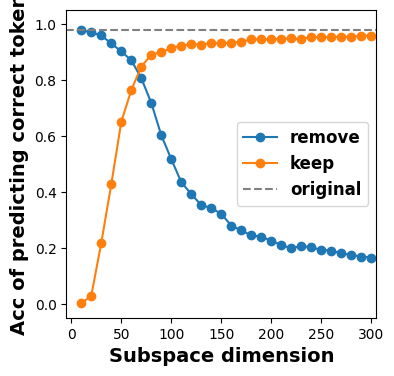 Acc of predicting correct token
1.0
0.8
0.6
0.4
0.2
0.0
remove
keep
original
0 50 100 150 200 250 300
Subspace dimension